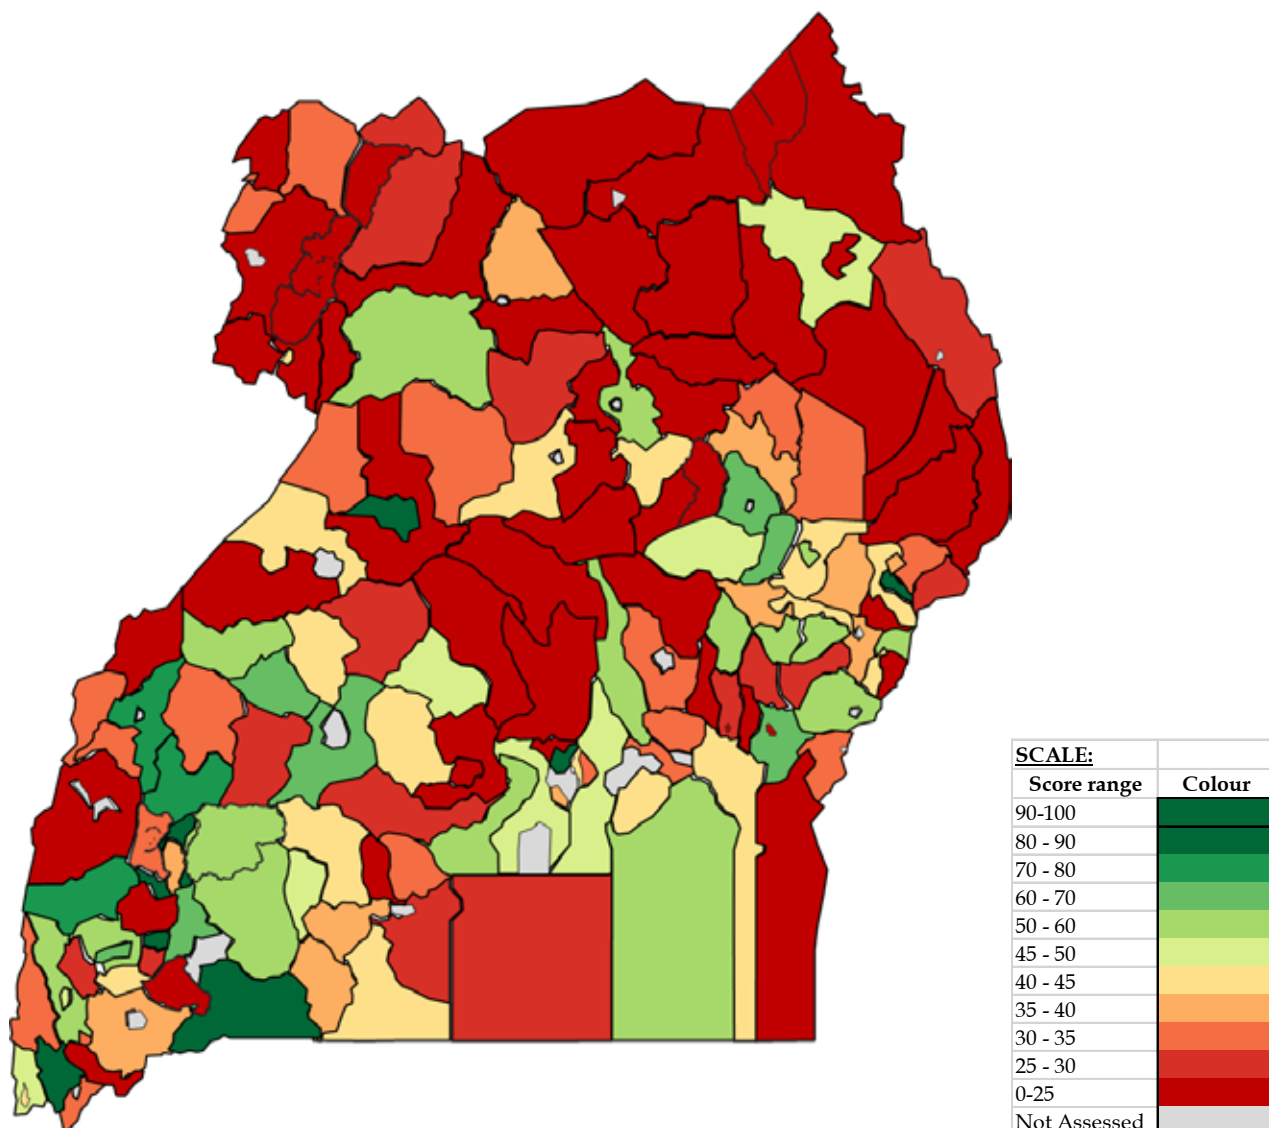 SCALE:
Score range Colour
90-100
80 - 90
70 - 80
60 - 70
50 - 60
45 - 50
40 - 45
35 - 40
30 - 35
25 - 30
0-25
Not Assessed